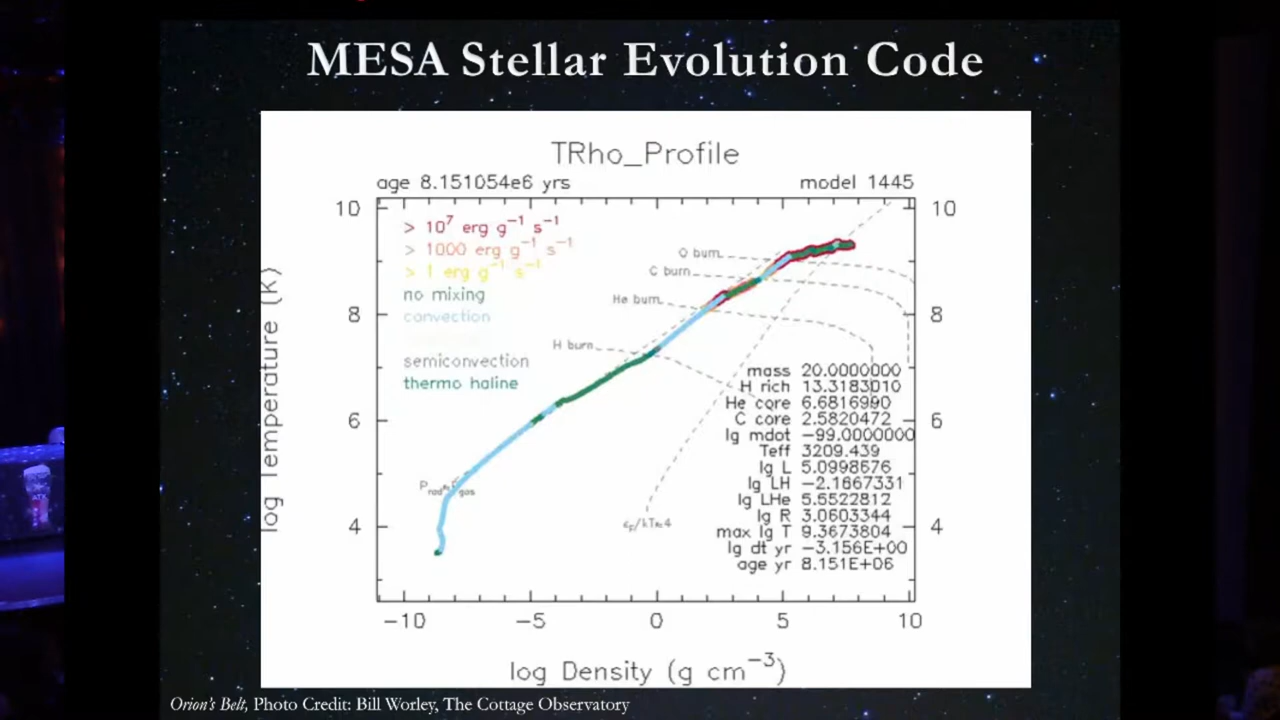 MESA Stellar Evolution Code
TRho_Profile
age 8.151054e6 yrs
model 1445
10
10
> 10⁷ erg g⁻¹ s⁻¹
> 1000 erg g⁻¹ s⁻¹
> 1 erg g⁻¹ s⁻¹
no mixing
convection
semiconvection
thermo haline
O burn
C burn
He burn
H burn
8
8
6
6
4
4
log Temperature (K)
mass 20.0000000
H rich 13.3183010
He core 6.6816990
C core 2.5820472
lg mdot −99.0000000
Teff 3209.439
lg L 5.0998676
lg LH −2.1667331
lg LHe 5.6522812
lg R 3.0603344
max lg T 9.3673804
lg dt yr −3.156E+00
age yr 8.151E+06
−10
−5
0
5
10
log Density (g cm⁻³)
Orion's Belt, Photo Credit: Bill Worley, The Cottage Observatory